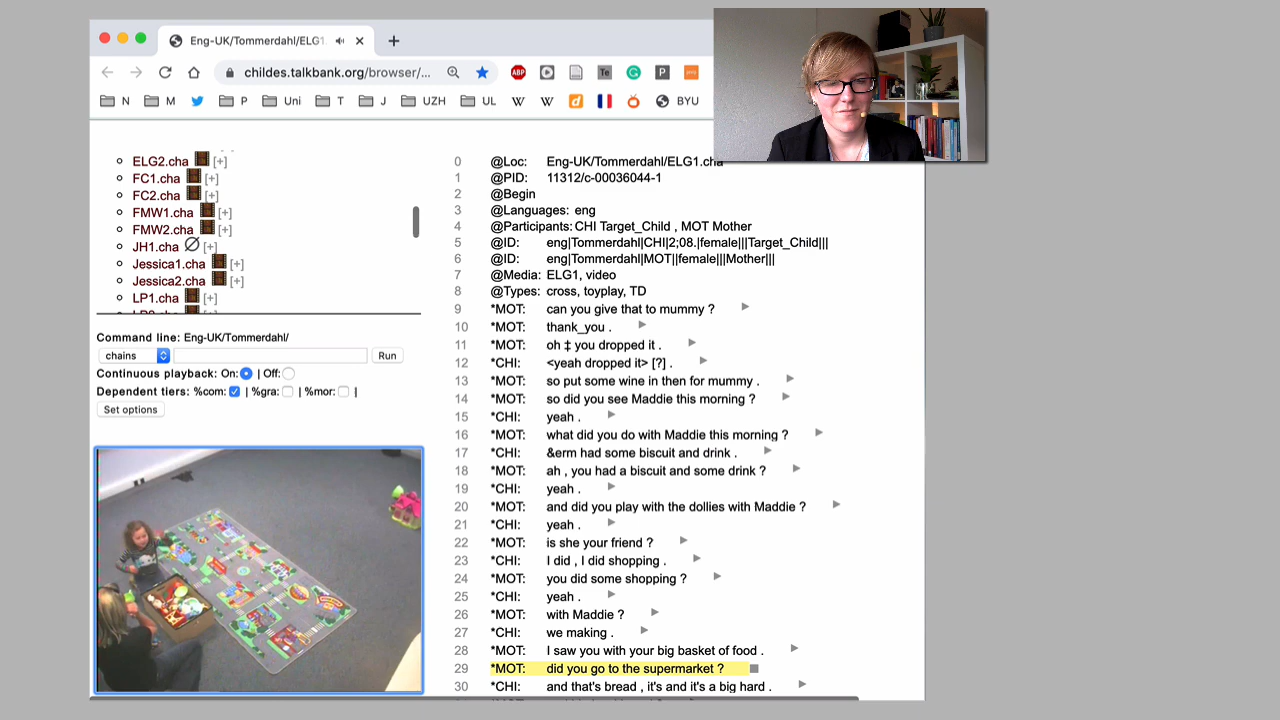 Eng-UK/Tommerdahl/ELG1.
childes.talkbank.org/browser/...
ABP
Te
P
N
M
P
Uni
T
J
UZH
UL
W
W
BYU
ELG2.cha [+]
FC1.cha [+]
FC2.cha [+]
FMW1.cha [+]
FMW2.cha [+]
JH1.cha [+]
Jessica1.cha [+]
Jessica2.cha [+]
LP1.cha [+]
Command line: Eng-UK/Tommerdahl/
chains
Run
Continuous playback: On: | Off:
Dependent tiers: %com: | %gra: | %mor: |
Set options
0 @Loc: Eng-UK/Tommerdahl/ELG1.cha
1 @PID: 11312/c-00036044-1
2 @Begin
3 @Languages: eng
4 @Participants: CHI Target_Child , MOT Mother
5 @ID: eng|Tommerdahl|CHI|2;08.|female|||Target_Child|||
6 @ID: eng|Tommerdahl|MOT||female|||Mother|||
7 @Media: ELG1, video
8 @Types: cross, toyplay, TD
9 *MOT: can you give that to mummy ?
10 *MOT: thank_you .
11 *MOT: oh ‡ you dropped it .
12 *CHI: <yeah dropped it> [?] .
13 *MOT: so put some wine in then for mummy .
14 *MOT: so did you see Maddie this morning ?
15 *CHI: yeah .
16 *MOT: what did you do with Maddie this morning ?
17 *CHI: &erm had some biscuit and drink .
18 *MOT: ah , you had a biscuit and some drink ?
19 *CHI: yeah .
20 *MOT: and did you play with the dollies with Maddie ?
21 *CHI: yeah .
22 *MOT: is she your friend ?
23 *CHI: I did , I did shopping .
24 *MOT: you did some shopping ?
25 *CHI: yeah .
26 *MOT: with Maddie ?
27 *CHI: we making .
28 *MOT: I saw you with your big basket of food .
29 *MOT: did you go to the supermarket ?
30 *CHI: and that's bread , it's and it's a big hard .